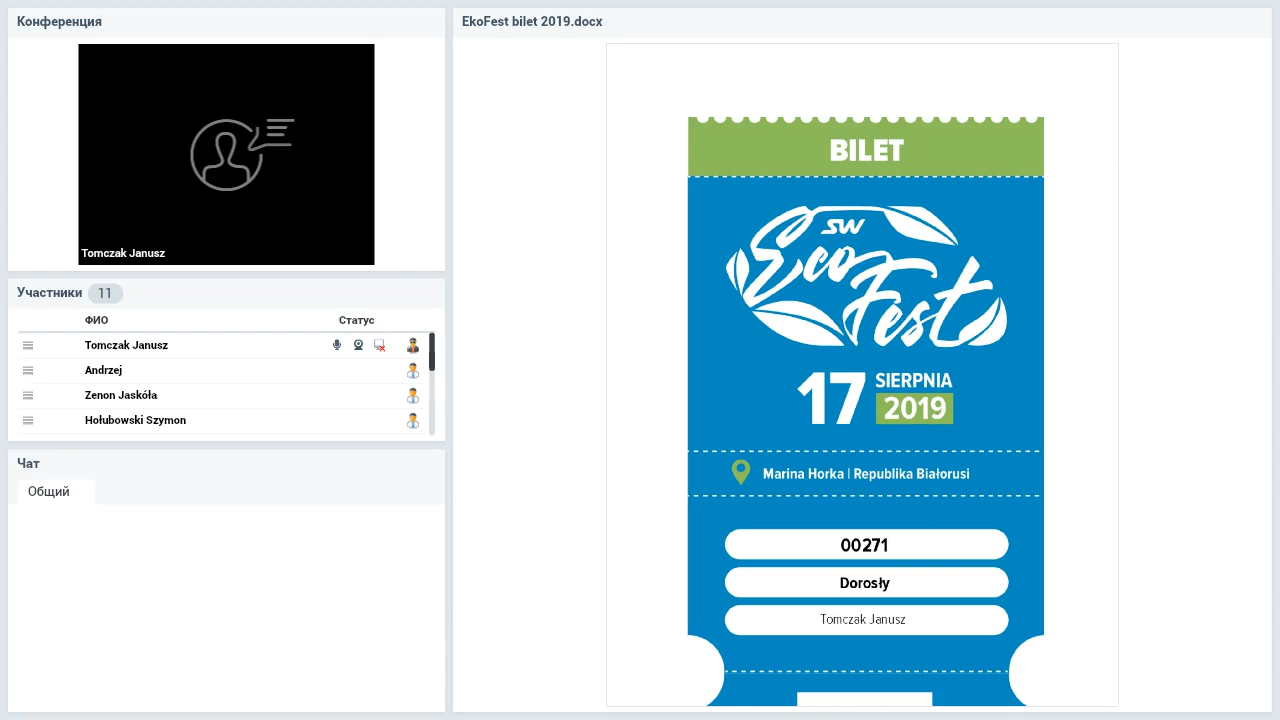 Конференция
Tomczak Janusz
Участники 11
ФИО Статус
Tomczak Janusz
Andrzej
Zenon Jaskóła
Hołubowski Szymon
Чат
Общий
EkoFest bilet 2019.docx
BILET
SW
Eco
Fest
17 SIERPNIA
2019
Marina Horka | Republika Białorusi
00271
Dorosły
Tomczak Janusz